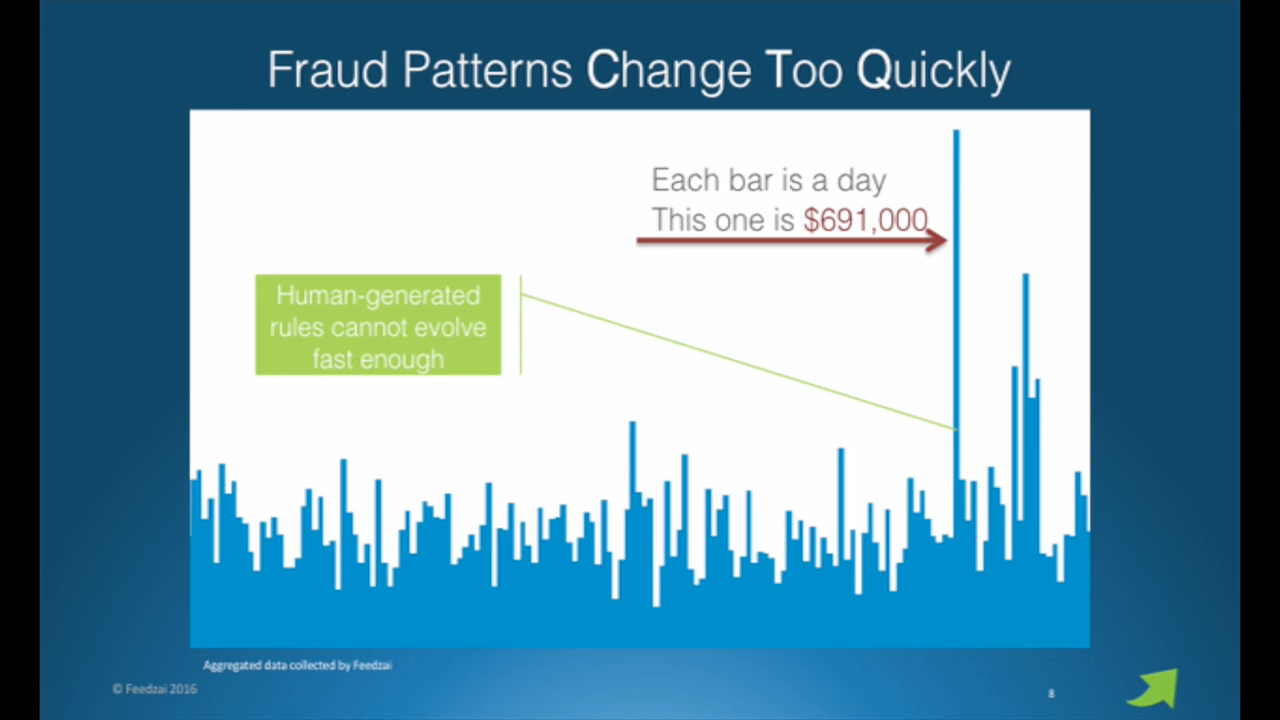 Fraud Patterns Change Too Quickly
Each bar is a day
This one is $691,000
Human-generated
rules cannot evolve
fast enough
Aggregated data collected by Feedzai
© Feedzai 2016
8